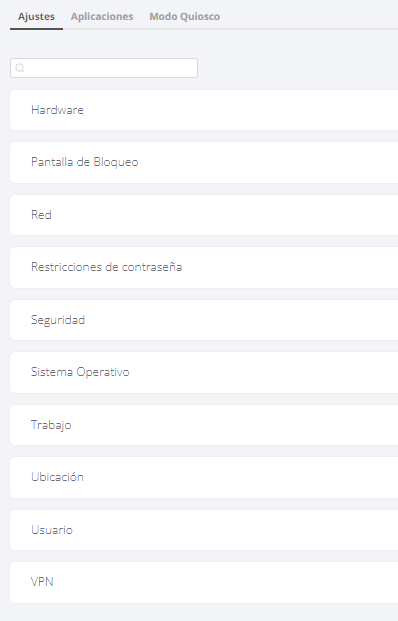 Ajustes Aplicaciones Modo Quiosco
Hardware
Pantalla de Bloqueo
Red
Restricciones de contraseña
Seguridad
Sistema Operativo
Trabajo
Ubicación
Usuario
VPN